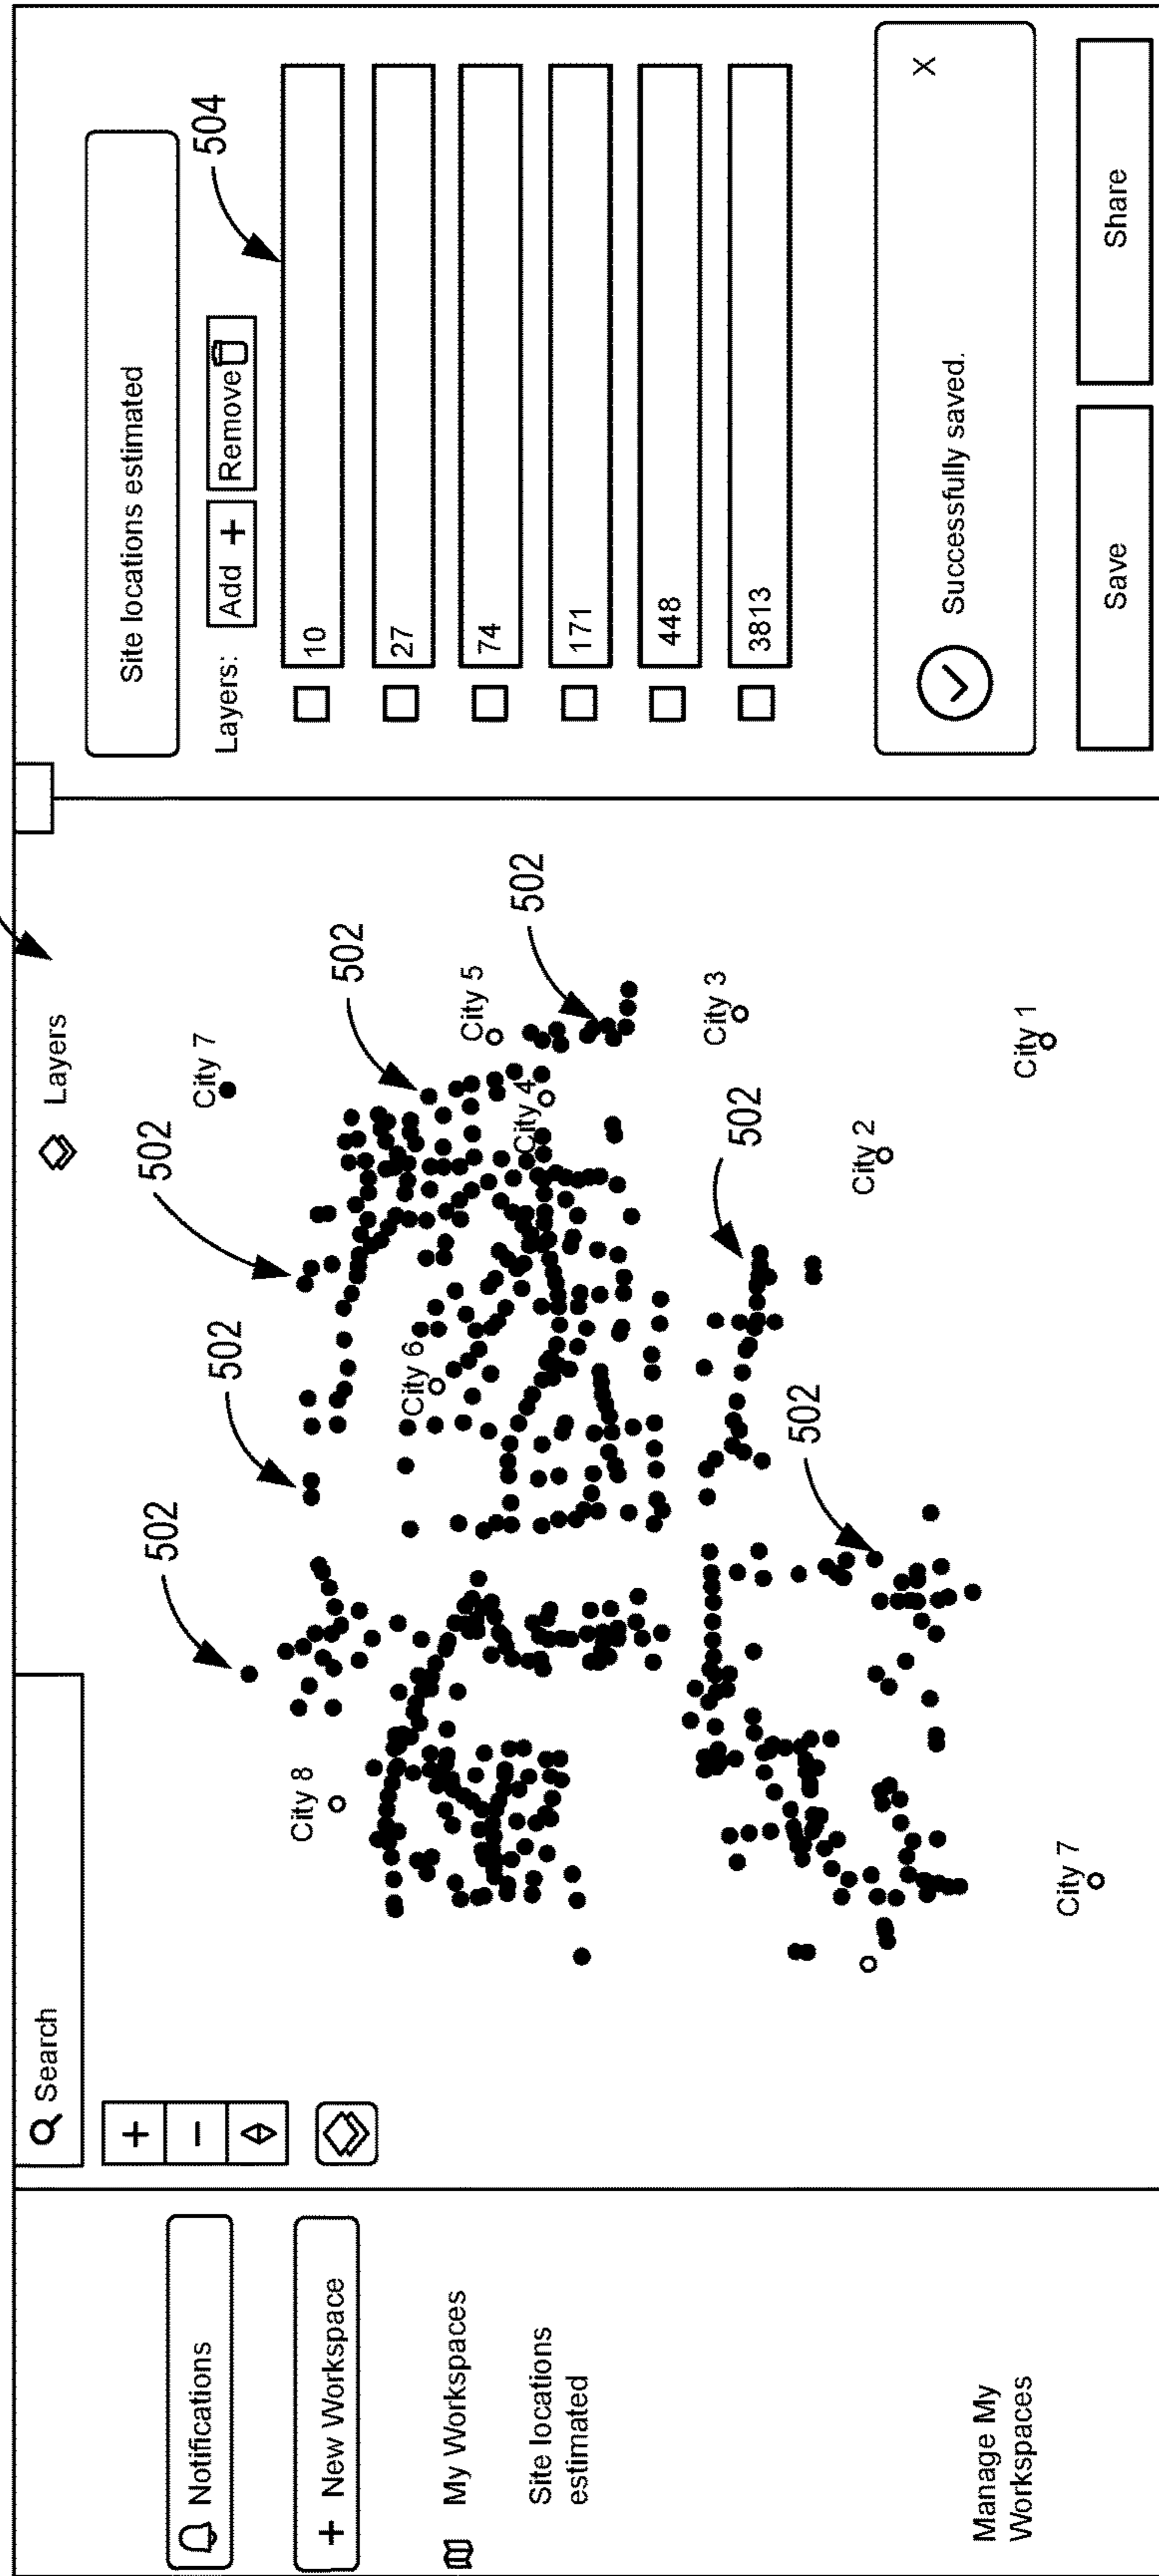 Notifications
+ New Workspace
My Workspaces
Site locations
estimated
Manage My
Workspaces
Search
+
−
Layers
502
502
502
502
502
502
502
City 7
City 8
City 6
City 5
City 4
City 3
City 2
City 1
City 7
Site locations estimated
Layers:
Add +
Remove
504
10
27
74
171
448
3813
Successfully saved.
X
Save
Share